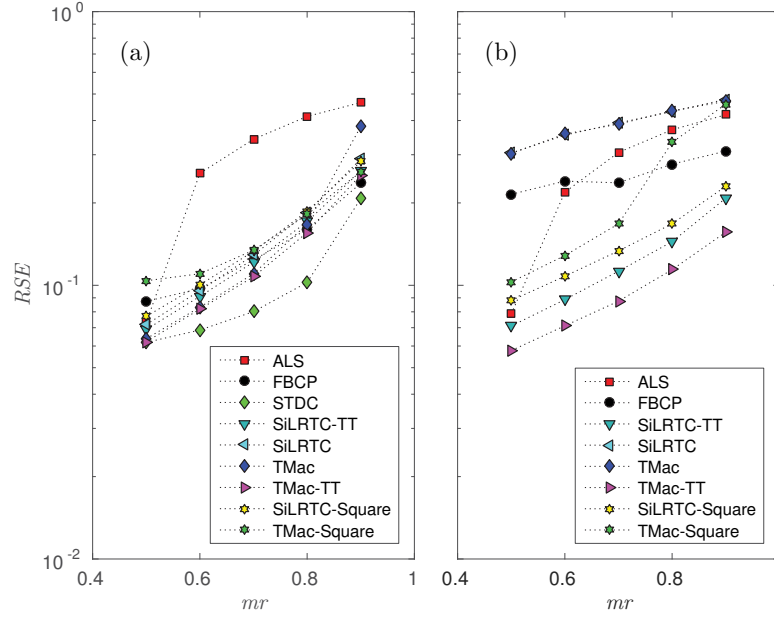 (a)
10^0
10^-1
10^-2
RSE
0.4
0.6
0.8
1
mr
ALS
FBCP
STDC
SiLRTC-TT
SiLRTC
TMac
TMac-TT
SiLRTC-Square
TMac-Square
(b)
0.4
0.6
0.8
1
mr
ALS
FBCP
SiLRTC-TT
SiLRTC
TMac
TMac-TT
SiLRTC-Square
TMac-Square